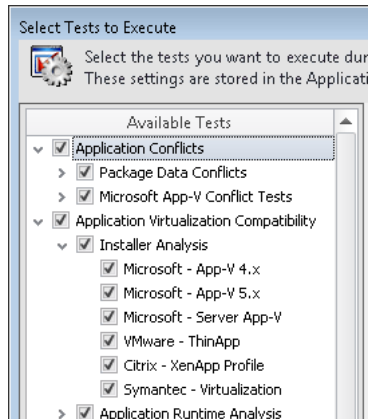 Select Tests to Execute
Select the tests you want to execute
These settings are stored in the
Available Tests
Application Conflicts
Package Data Conflicts
Microsoft App-V Conflict Tests
Application Virtualization Compatibility
Installer Analysis
Microsoft - App-V 4.x
Microsoft - App-V 5.x
Microsoft - Server App-V
VMware - ThinApp
Citrix - XenApp Profile
Symantec - Virtualization
Application Runtime Analysis